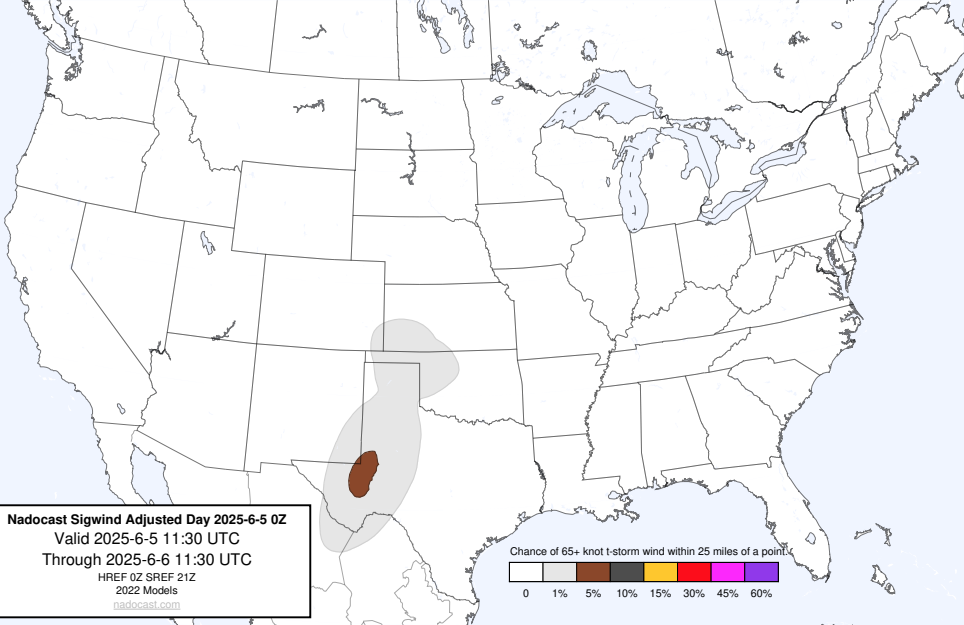 Nadocast Sigwind Adjusted Day 2025-6-5 0Z
Valid 2025-6-5 11:30 UTC
Through 2025-6-6 11:30 UTC
HREF 0Z SREF 21Z
2022 Models
nadocast.com
Chance of 65+ knot t-storm wind within 25 miles of a point.
0 1% 5% 10% 15% 30% 45% 60%